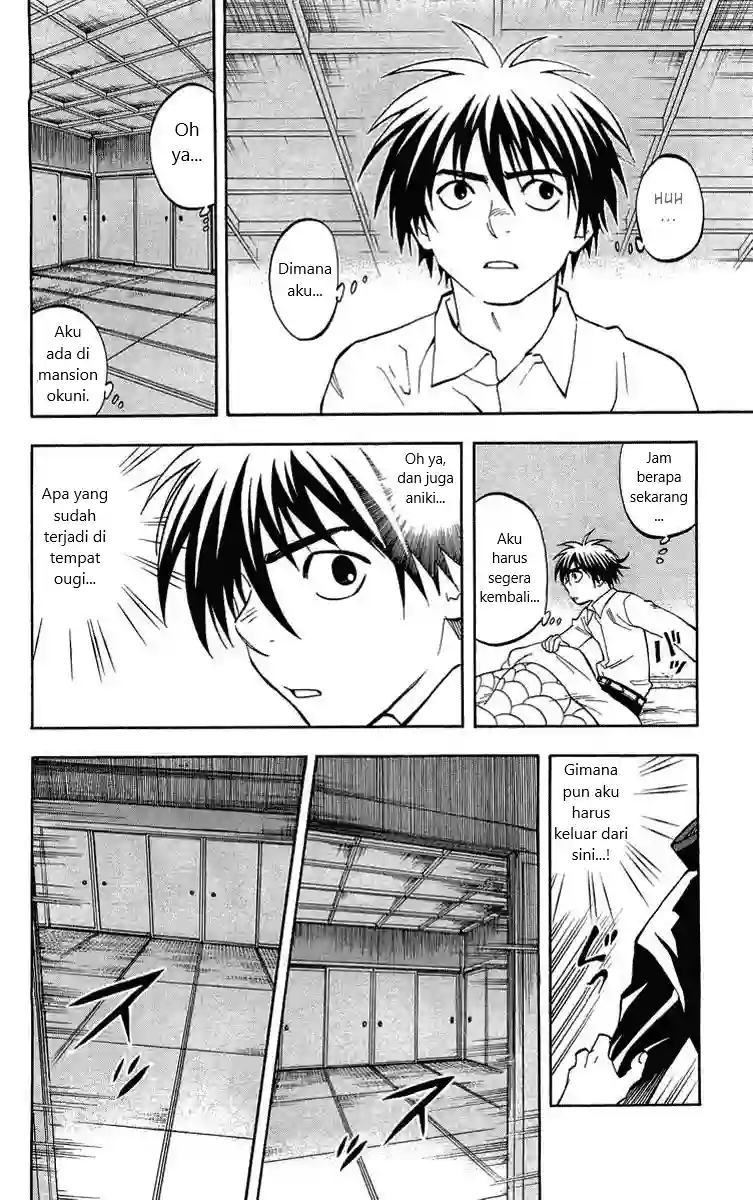 HUH
...
Dimana
aku...
Oh
ya...
Aku
ada di
mansion
okuni.
Jam
berapa
sekarang
...
Aku
harus
segera
kembali...
Oh ya,
dan juga
aniki...
Apa yang
sudah
terjadi di
tempat
ougi...
Gimana
pun aku
harus
keluar dari
sini...!